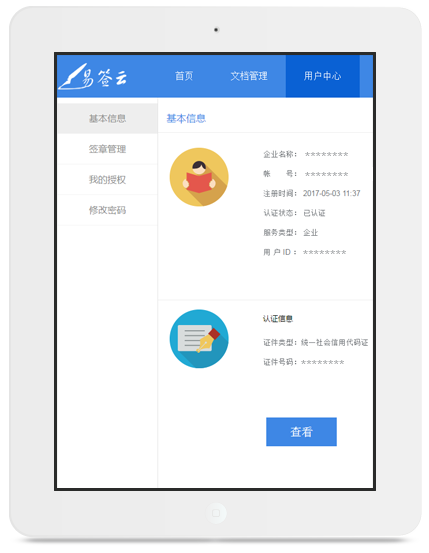 易签云
首页
文档管理
用户中心
基本信息
签章管理
我的授权
修改密码
基本信息
企业名称： ********
帐 号： ********
注册时间： 2017-05-03 11:37
认证状态： 已认证
服务类型： 企业
用 户 ID ： ********
认证信息
证件类型：统一社会信用代码证
证件号码：********
查看